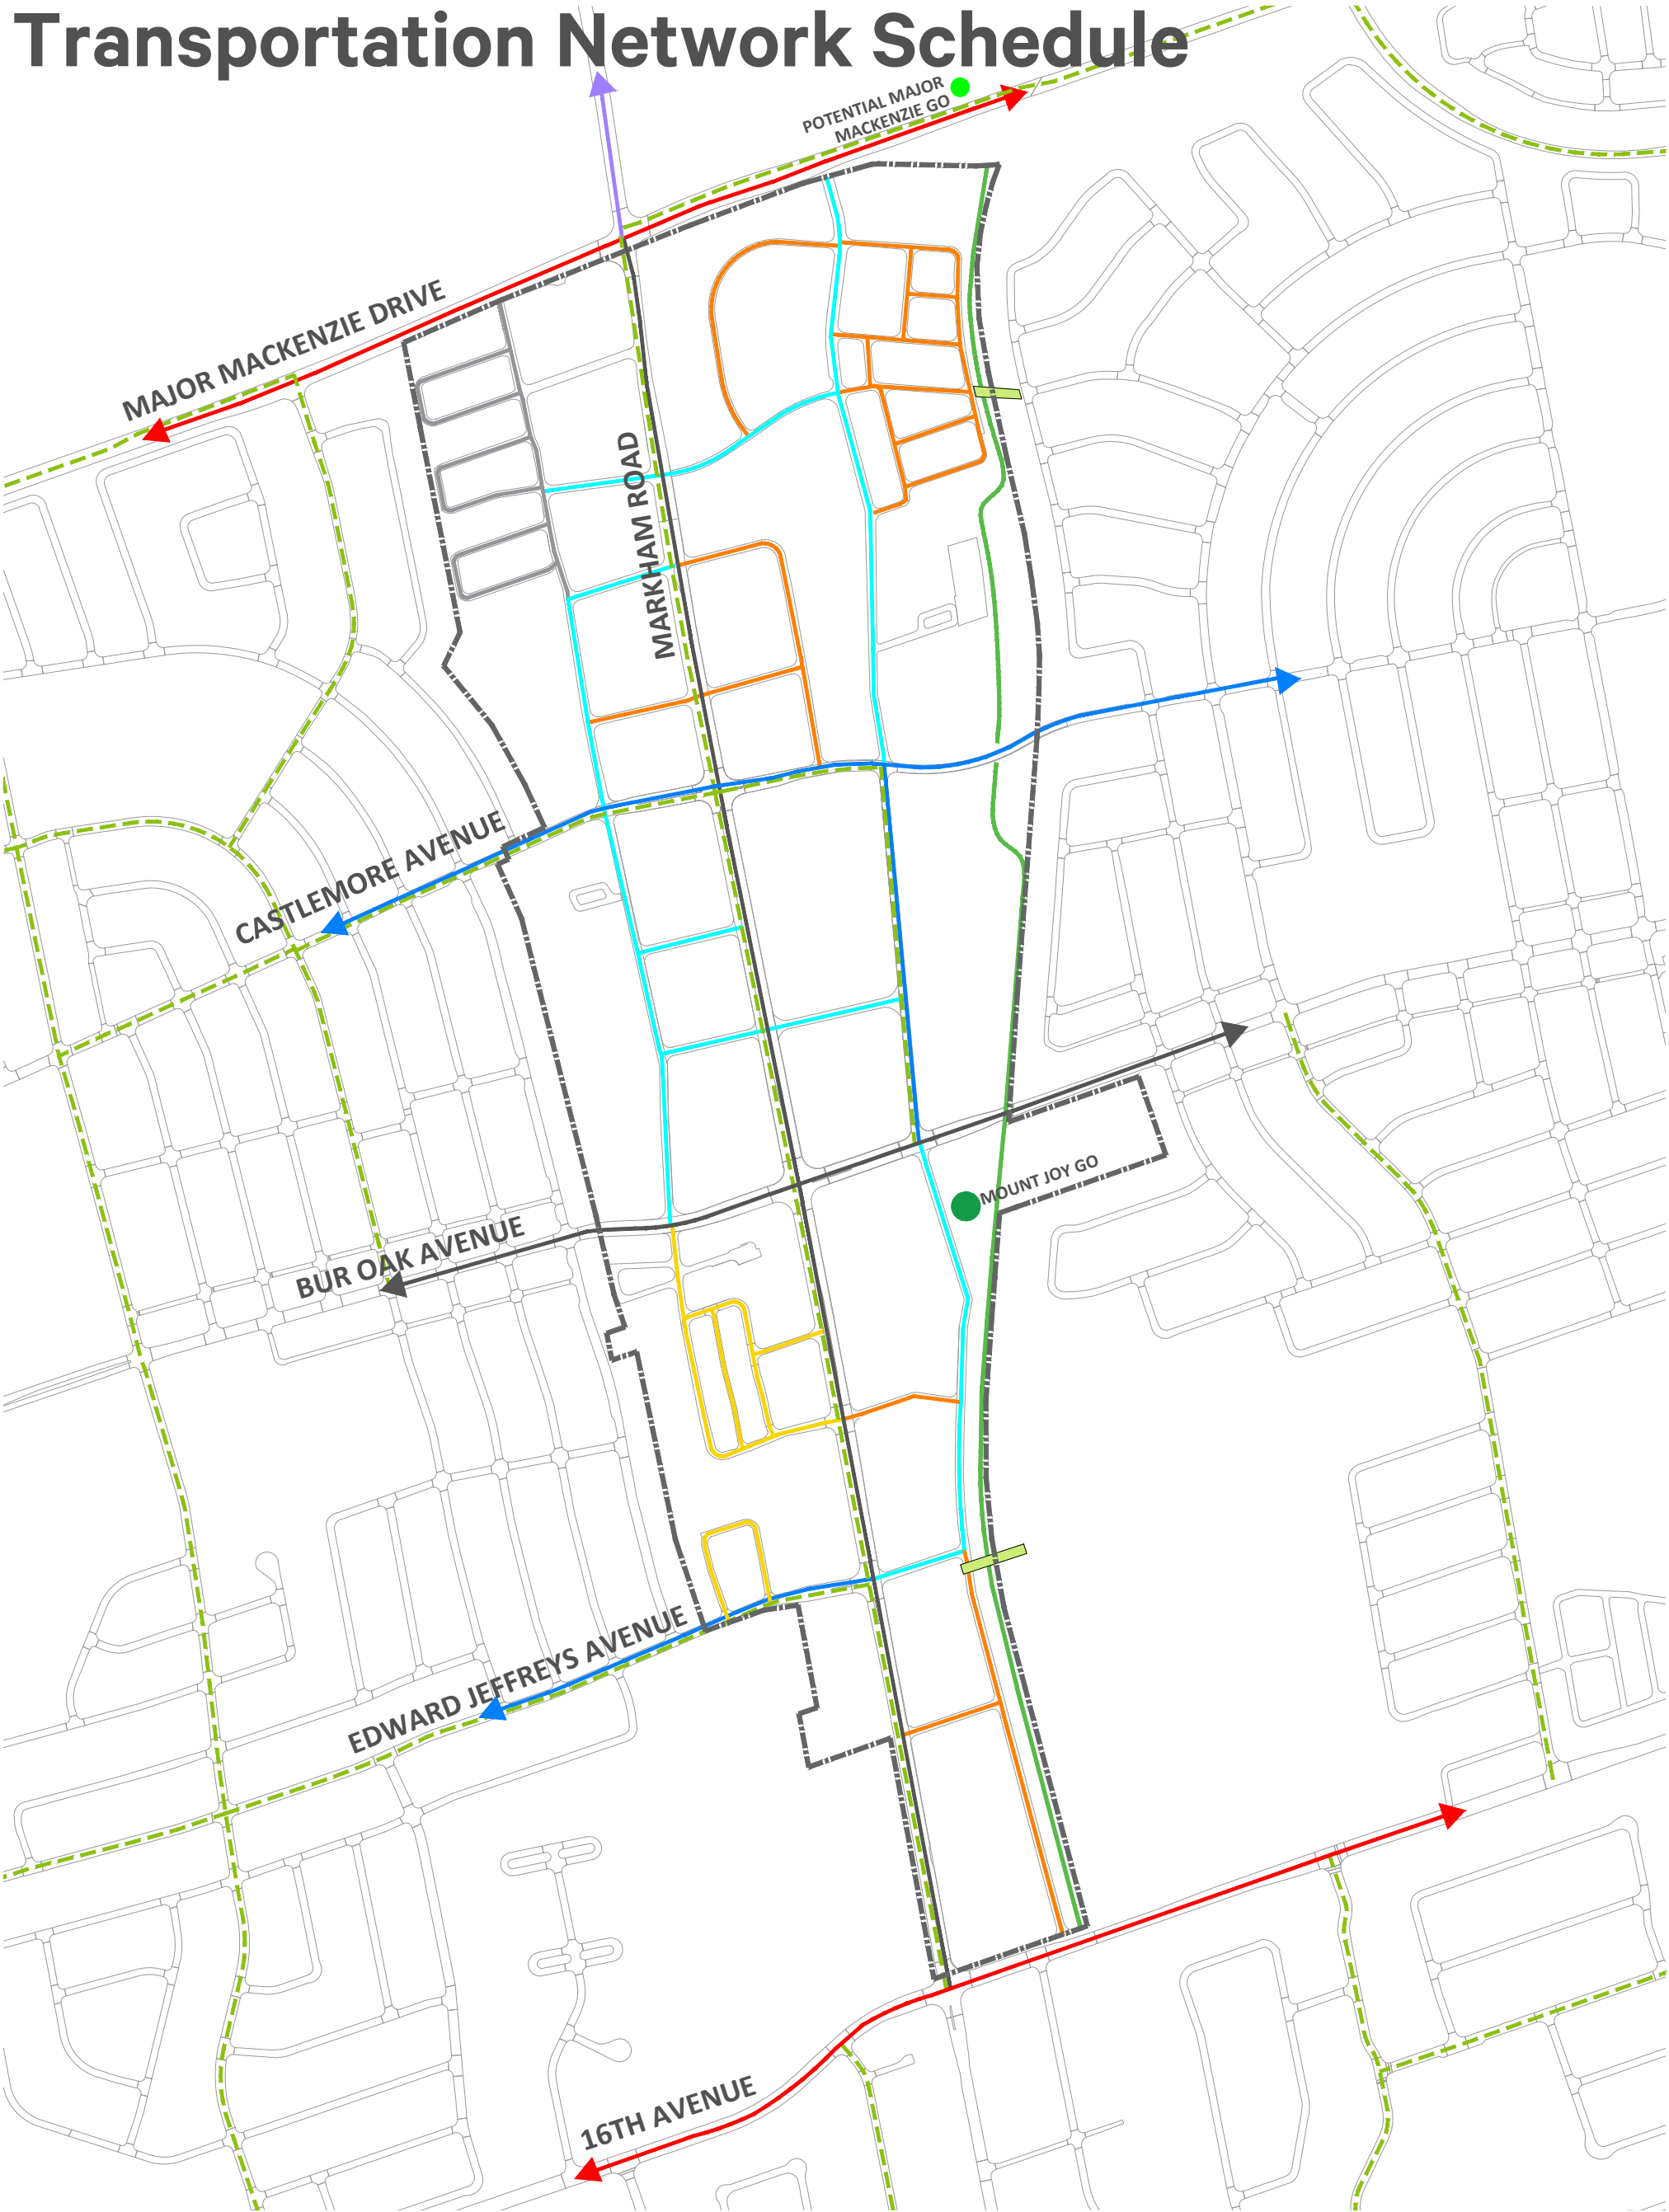 Transportation Network Schedule
POTENTIAL MAJOR
MACKENZIE GO
MAJOR MACKENZIE DRIVE
MARKHAM ROAD
CASTLEMORE AVENUE
MOUNT JOY GO
BUR OAK AVENUE
EDWARD JEFFREYS AVENUE
16TH AVENUE